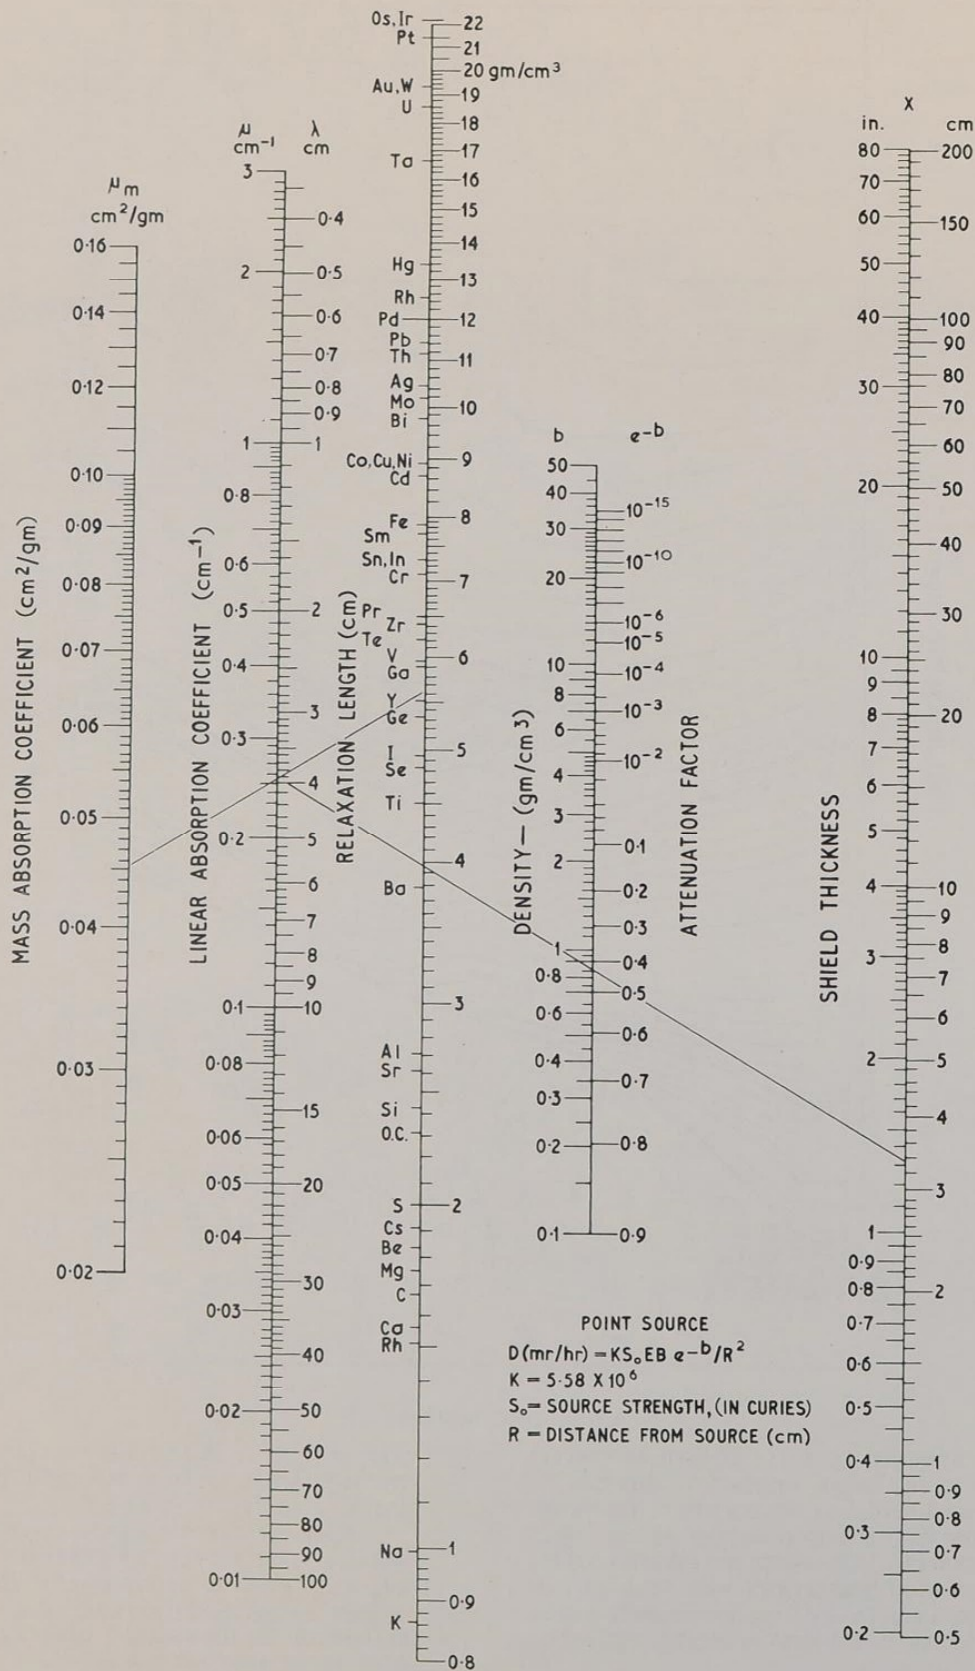 μm
cm²/gm
0·16
0·14
0·12
0·10
0·09
0·08
0·07
0·06
0·05
0·04
0·03
0·02
MASS ABSORPTION COEFFICIENT (cm²/gm)
μ
cm⁻¹
3
2
1
0·8
0·6
0·5
0·4
0·3
0·2
0·1
0·08
0·06
0·05
0·04
0·03
0·02
0·01
LINEAR ABSORPTION COEFFICIENT (cm⁻¹)
λ
cm
0·4
0·5
0·6
0·7
0·8
0·9
1
2
3
4
5
6
7
8
9
10
15
20
30
40
50
60
70
80
90
100
RELAXATION LENGTH (cm)
Os,Ir
Pt
Au,W
U
Ta
Hg
Rh
Pd
Pb
Th
Ag
Mo
Bi
Co,Cu,Ni
Cd
Fe
Sm
Sn,In
Cr
Pr
Zr
Te
V
Ga
Y
Ge
I
Se
Ti
Ba
Al
Sr
Si
O.C.
S
Cs
Be
Mg
C
Ca
Rh
Na
K
22
21
20 gm/cm³
19
18
17
16
15
14
13
12
11
10
9
8
7
6
5
4
3
2
1
0·9
0·8
DENSITY— (gm/cm³)
b
50
40
30
20
10
8
6
4
3
2
1
0·8
0·6
0·4
0·3
0·2
0·1
e⁻ᵇ
10⁻¹⁵
10⁻¹⁰
10⁻⁶
10⁻⁵
10⁻⁴
10⁻³
10⁻²
0·1
0·2
0·3
0·4
0·5
0·6
0·7
0·8
0·9
ATTENUATION FACTOR
X
in.
80
70
60
50
40
30
20
10
9
8
7
6
5
4
3
2
1
0·9
0·8
0·7
0·6
0·5
0·4
0·3
0·2
cm
200
150
100
90
80
70
60
50
40
30
20
10
9
8
7
6
5
4
3
2
1
0·9
0·8
0·7
0·6
0·5
SHIELD THICKNESS
POINT SOURCE
D(mr/hr) = KS₀EB e⁻ᵇ/R²
K = 5·58 X 10⁶
S₀= SOURCE STRENGTH, (IN CURIES)
R = DISTANCE FROM SOURCE (cm)